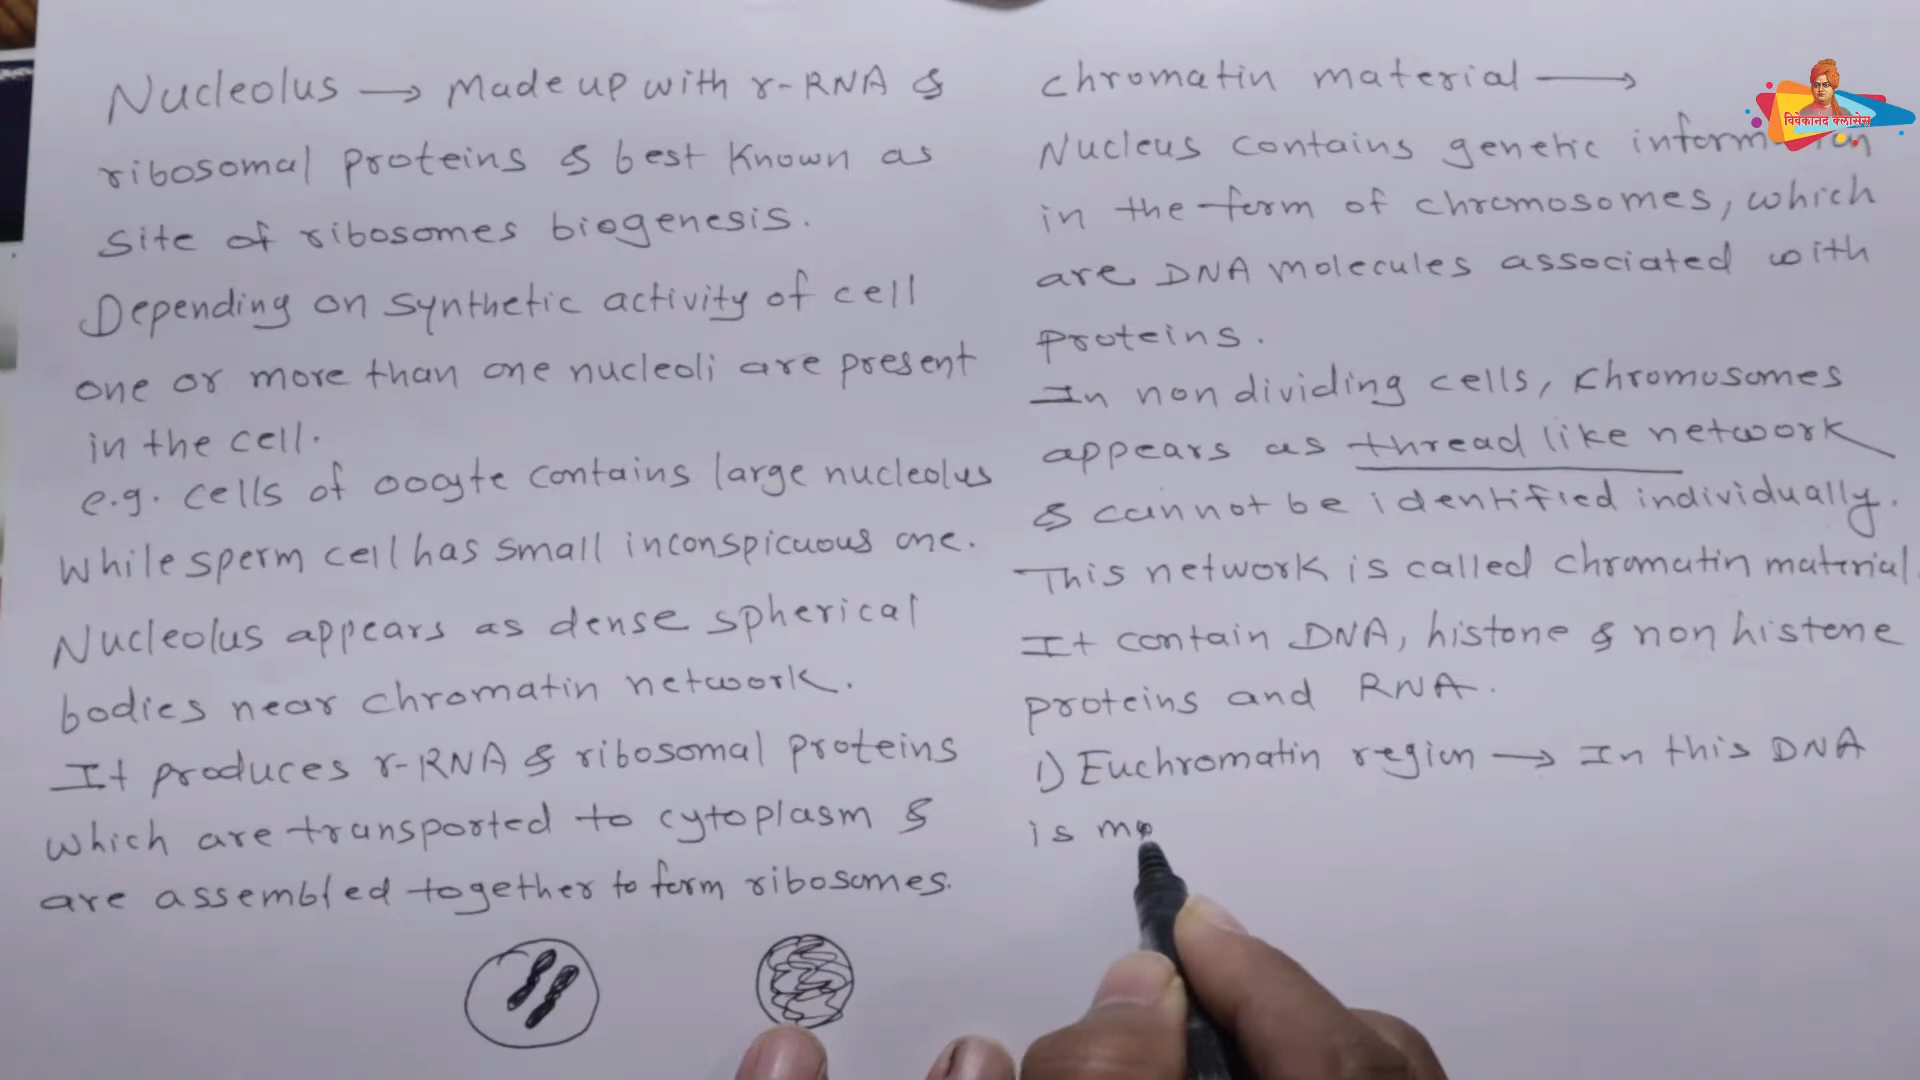 Nucleolus → Made up with r-RNA &
ribosomal proteins & best known as
site of ribosomes biogenesis.
Depending on synthetic activity of cell
one or more than one nucleoli are present
in the cell.
e.g. cells of oocyte contains large nucleolus
while sperm cell has small inconspicuous one.
Nucleolus appears as dense spherical
bodies near chromatin network.
It produces r-RNA & ribosomal proteins
which are transported to cytoplasm &
are assembled together to form ribosomes.
chromatin material →
Nucleus contains genetic
in the form of chromosomes, which
are DNA molecules associated with
proteins.
In non dividing cells, chromosomes
appears as thread like network
& cannot be identified individually.
This network is called chromatin material.
It contain DNA, histone & non histone
proteins and RNA.
1) Euchromatin region → In this DNA
is
विवेकानंद क्लासेस